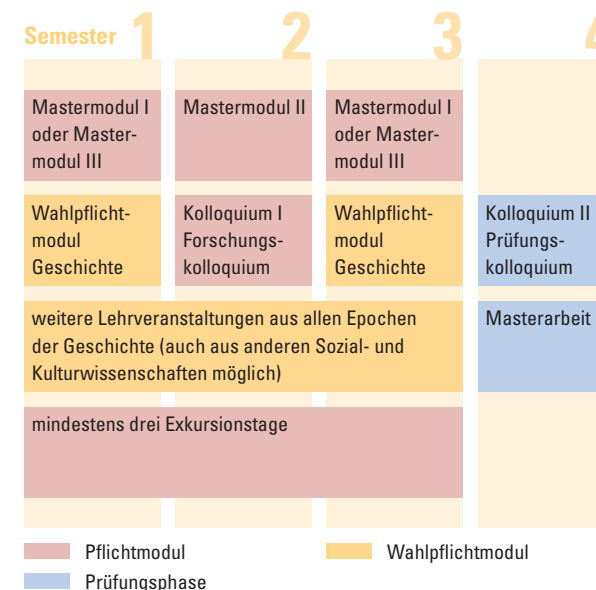 Semester 1 2 3 4
Mastermodul I
oder Master-
modul III
Mastermodul II
Mastermodul I
oder Master-
modul III
Wahlpflicht-
modul
Geschichte
Kolloquium I
Forschungs-
kolloquium
Wahlpflicht-
modul
Geschichte
Kolloquium II
Prüfungs-
kolloquium
weitere Lehrveranstaltungen aus allen Epochen
der Geschichte (auch aus anderen Sozial- und
Kulturwissenschaften möglich)
Masterarbeit
mindestens drei Exkursionstage
Pflichtmodul
Wahlpflichtmodul
Prüfungsphase